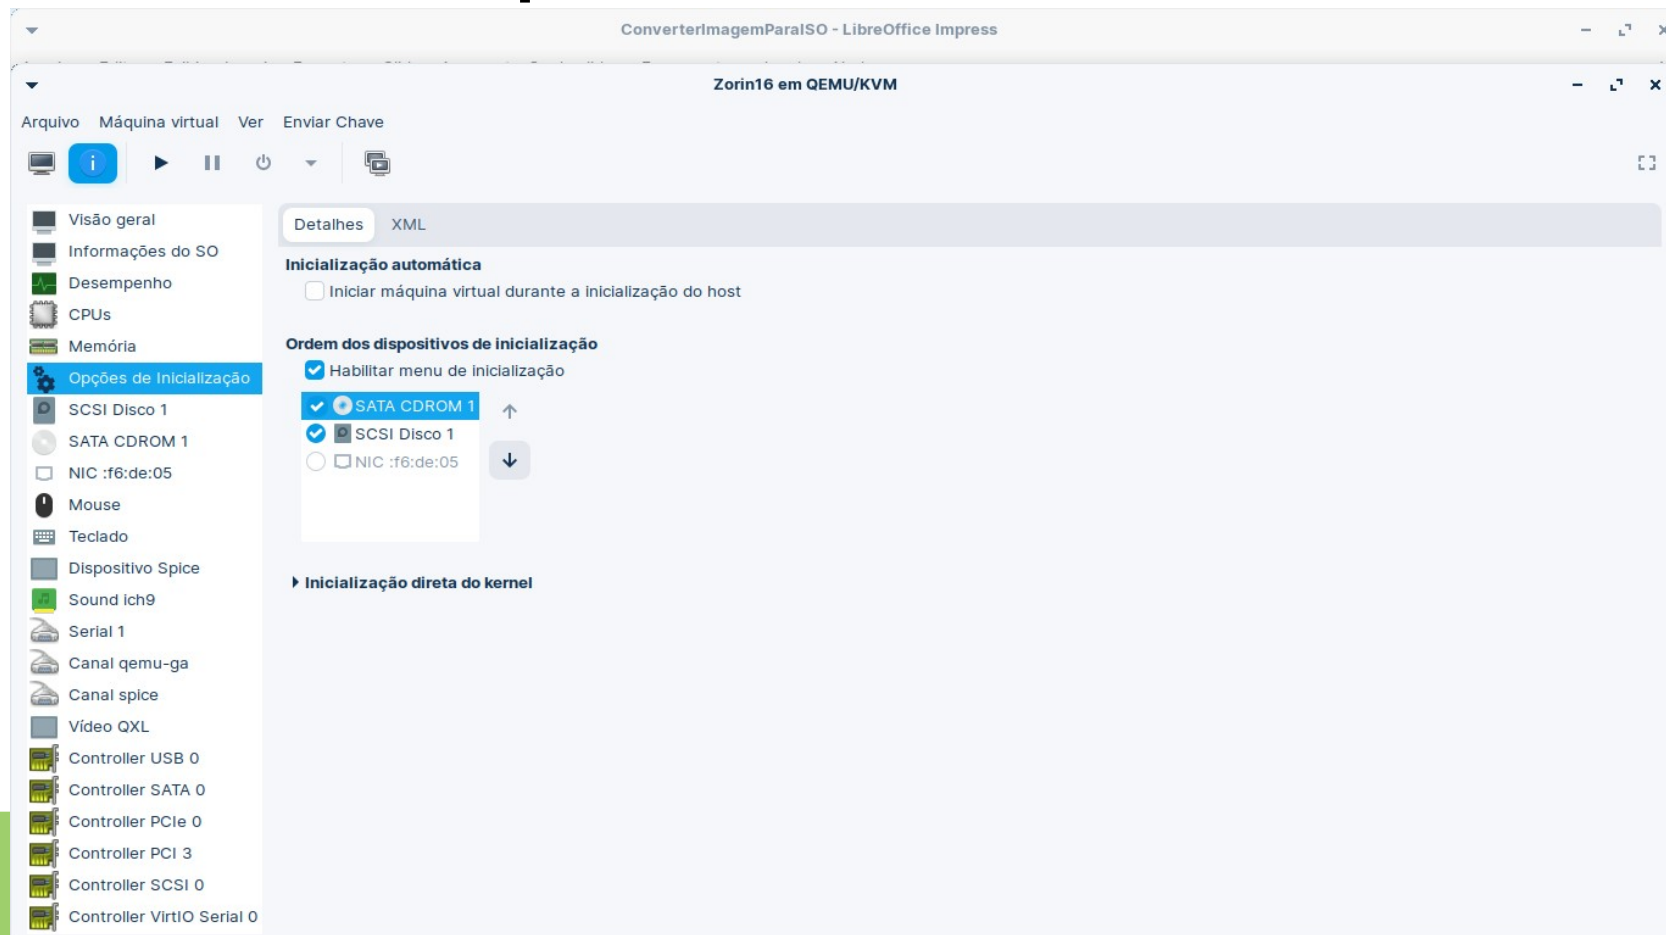 ConverterImagemParaISO - LibreOffice Impress
Zorin16 em QEMU/KVM
Arquivo Máquina virtual Ver Enviar Chave
Visão geral
Informações do SO
Desempenho
CPUs
Memória
Opções de Inicialização
SCSI Disco 1
SATA CDROM 1
NIC :f6:de:05
Mouse
Teclado
Dispositivo Spice
Sound ich9
Serial 1
Canal qemu-ga
Canal spice
Vídeo QXL
Controller USB 0
Controller SATA 0
Controller PCIe 0
Controller PCI 3
Controller SCSI 0
Controller VirtIO Serial 0
Detalhes XML
Inicialização automática
Iniciar máquina virtual durante a inicialização do host
Ordem dos dispositivos de inicialização
Habilitar menu de inicialização
SATA CDROM 1
SCSI Disco 1
NIC :f6:de:05
Inicialização direta do kernel